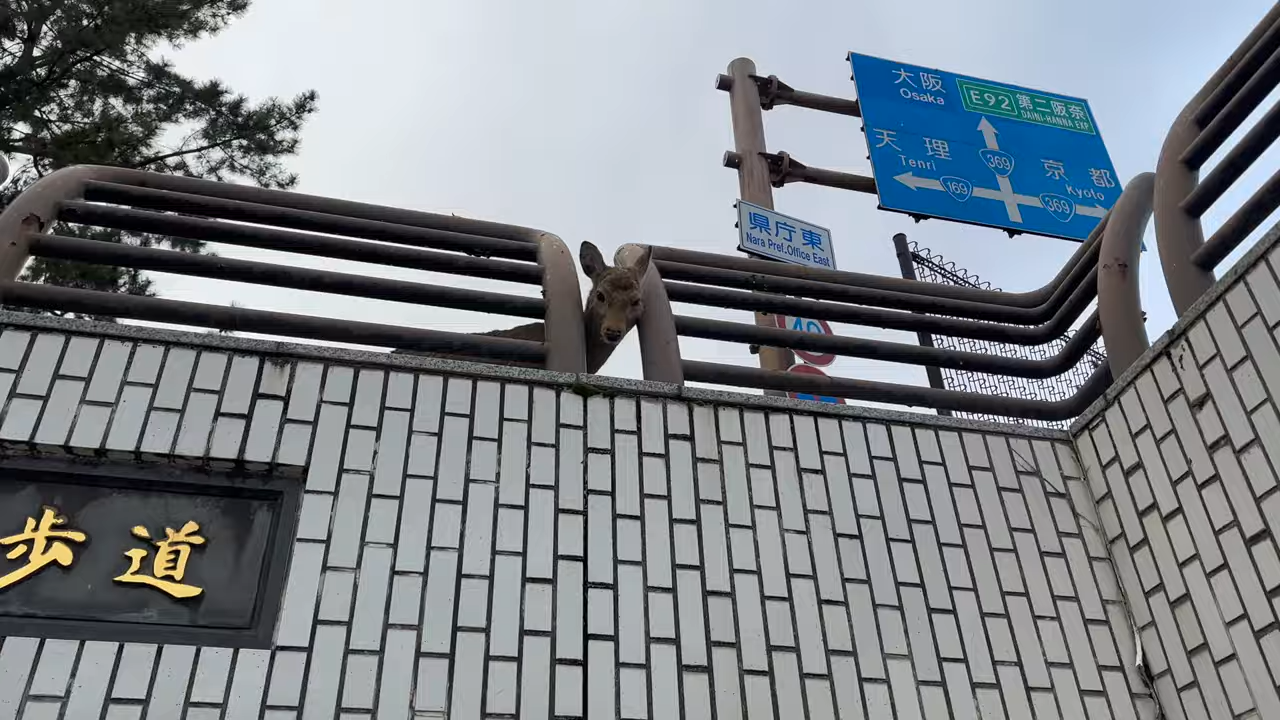 大阪
Osaka
E92 第二阪奈
DAINI-HANNA EXP
天理
Tenri
369
京都
Kyoto
169
369
県庁東
Nara Pref.Office East
40
歩道